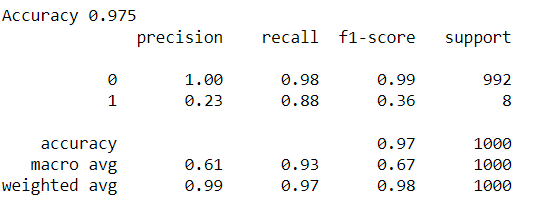 Accuracy 0.975
precision recall f1-score support
0 1.00 0.98 0.99 992
1 0.23 0.88 0.36 8
accuracy 0.97 1000
macro avg 0.61 0.93 0.67 1000
weighted avg 0.99 0.97 0.98 1000